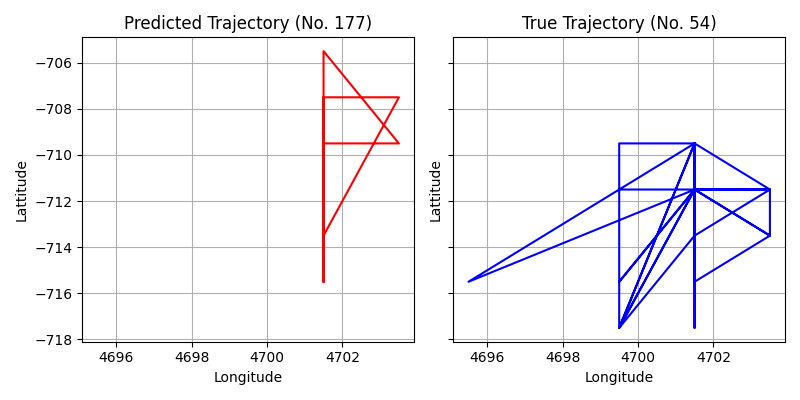 Predicted Trajectory (No. 177)
True Trajectory (No. 54)
Lattitude
−706
−708
−710
−712
−714
−716
−718
4696
4698
4700
4702
Longitude
Lattitude
4696
4698
4700
4702
Longitude